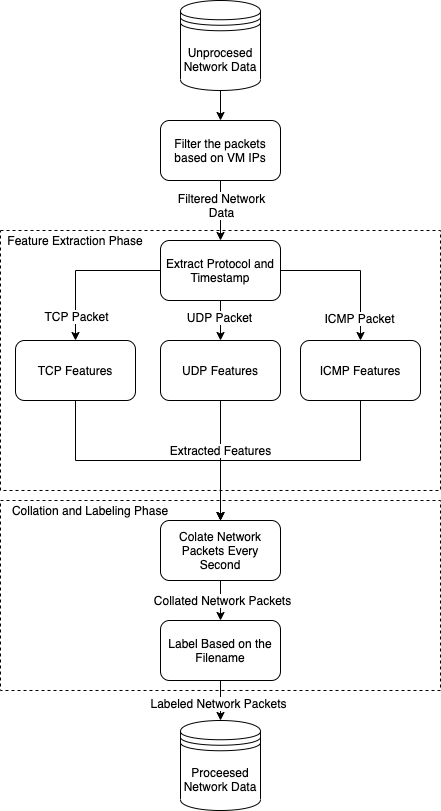 Unprocesed
Network Data
Filter the packets
based on VM IPs
Filtered Network
Data
Feature Extraction Phase
Extract Protocol and
Timestamp
TCP Packet
UDP Packet
ICMP Packet
TCP Features
UDP Features
ICMP Features
Extracted Features
Collation and Labeling Phase
Colate Network
Packets Every
Second
Collated Network Packets
Label Based on the
Filename
Labeled Network Packets
Proceesed
Network Data